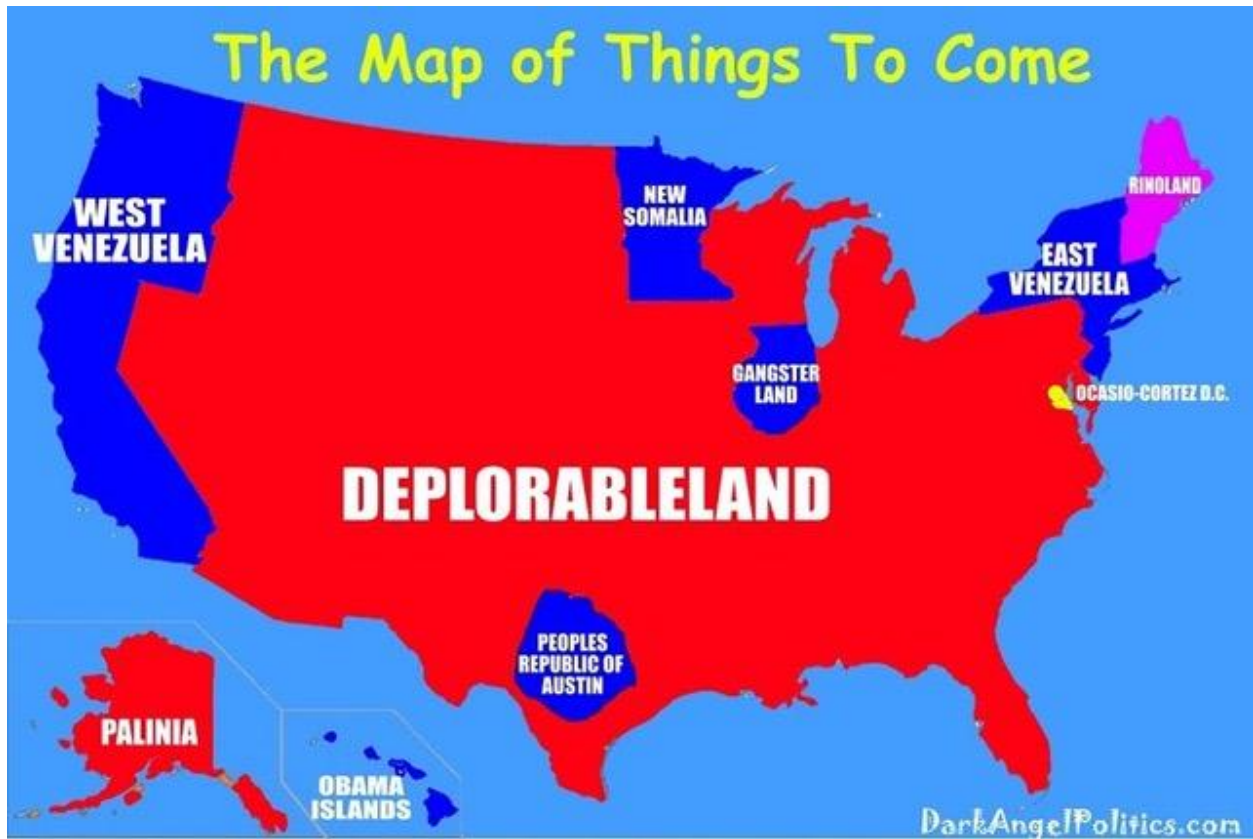 The Map of Things To Come
WEST
VENEZUELA
NEW
SOMALIA
RINOLAND
EAST
VENEZUELA
GANGSTER
LAND
OCASIO-CORTEZ D.C.
DEPLORABLELAND
PEOPLES
REPUBLIC OF
AUSTIN
PALINIA
OBAMA
ISLANDS
DarkAngelPolitics.com